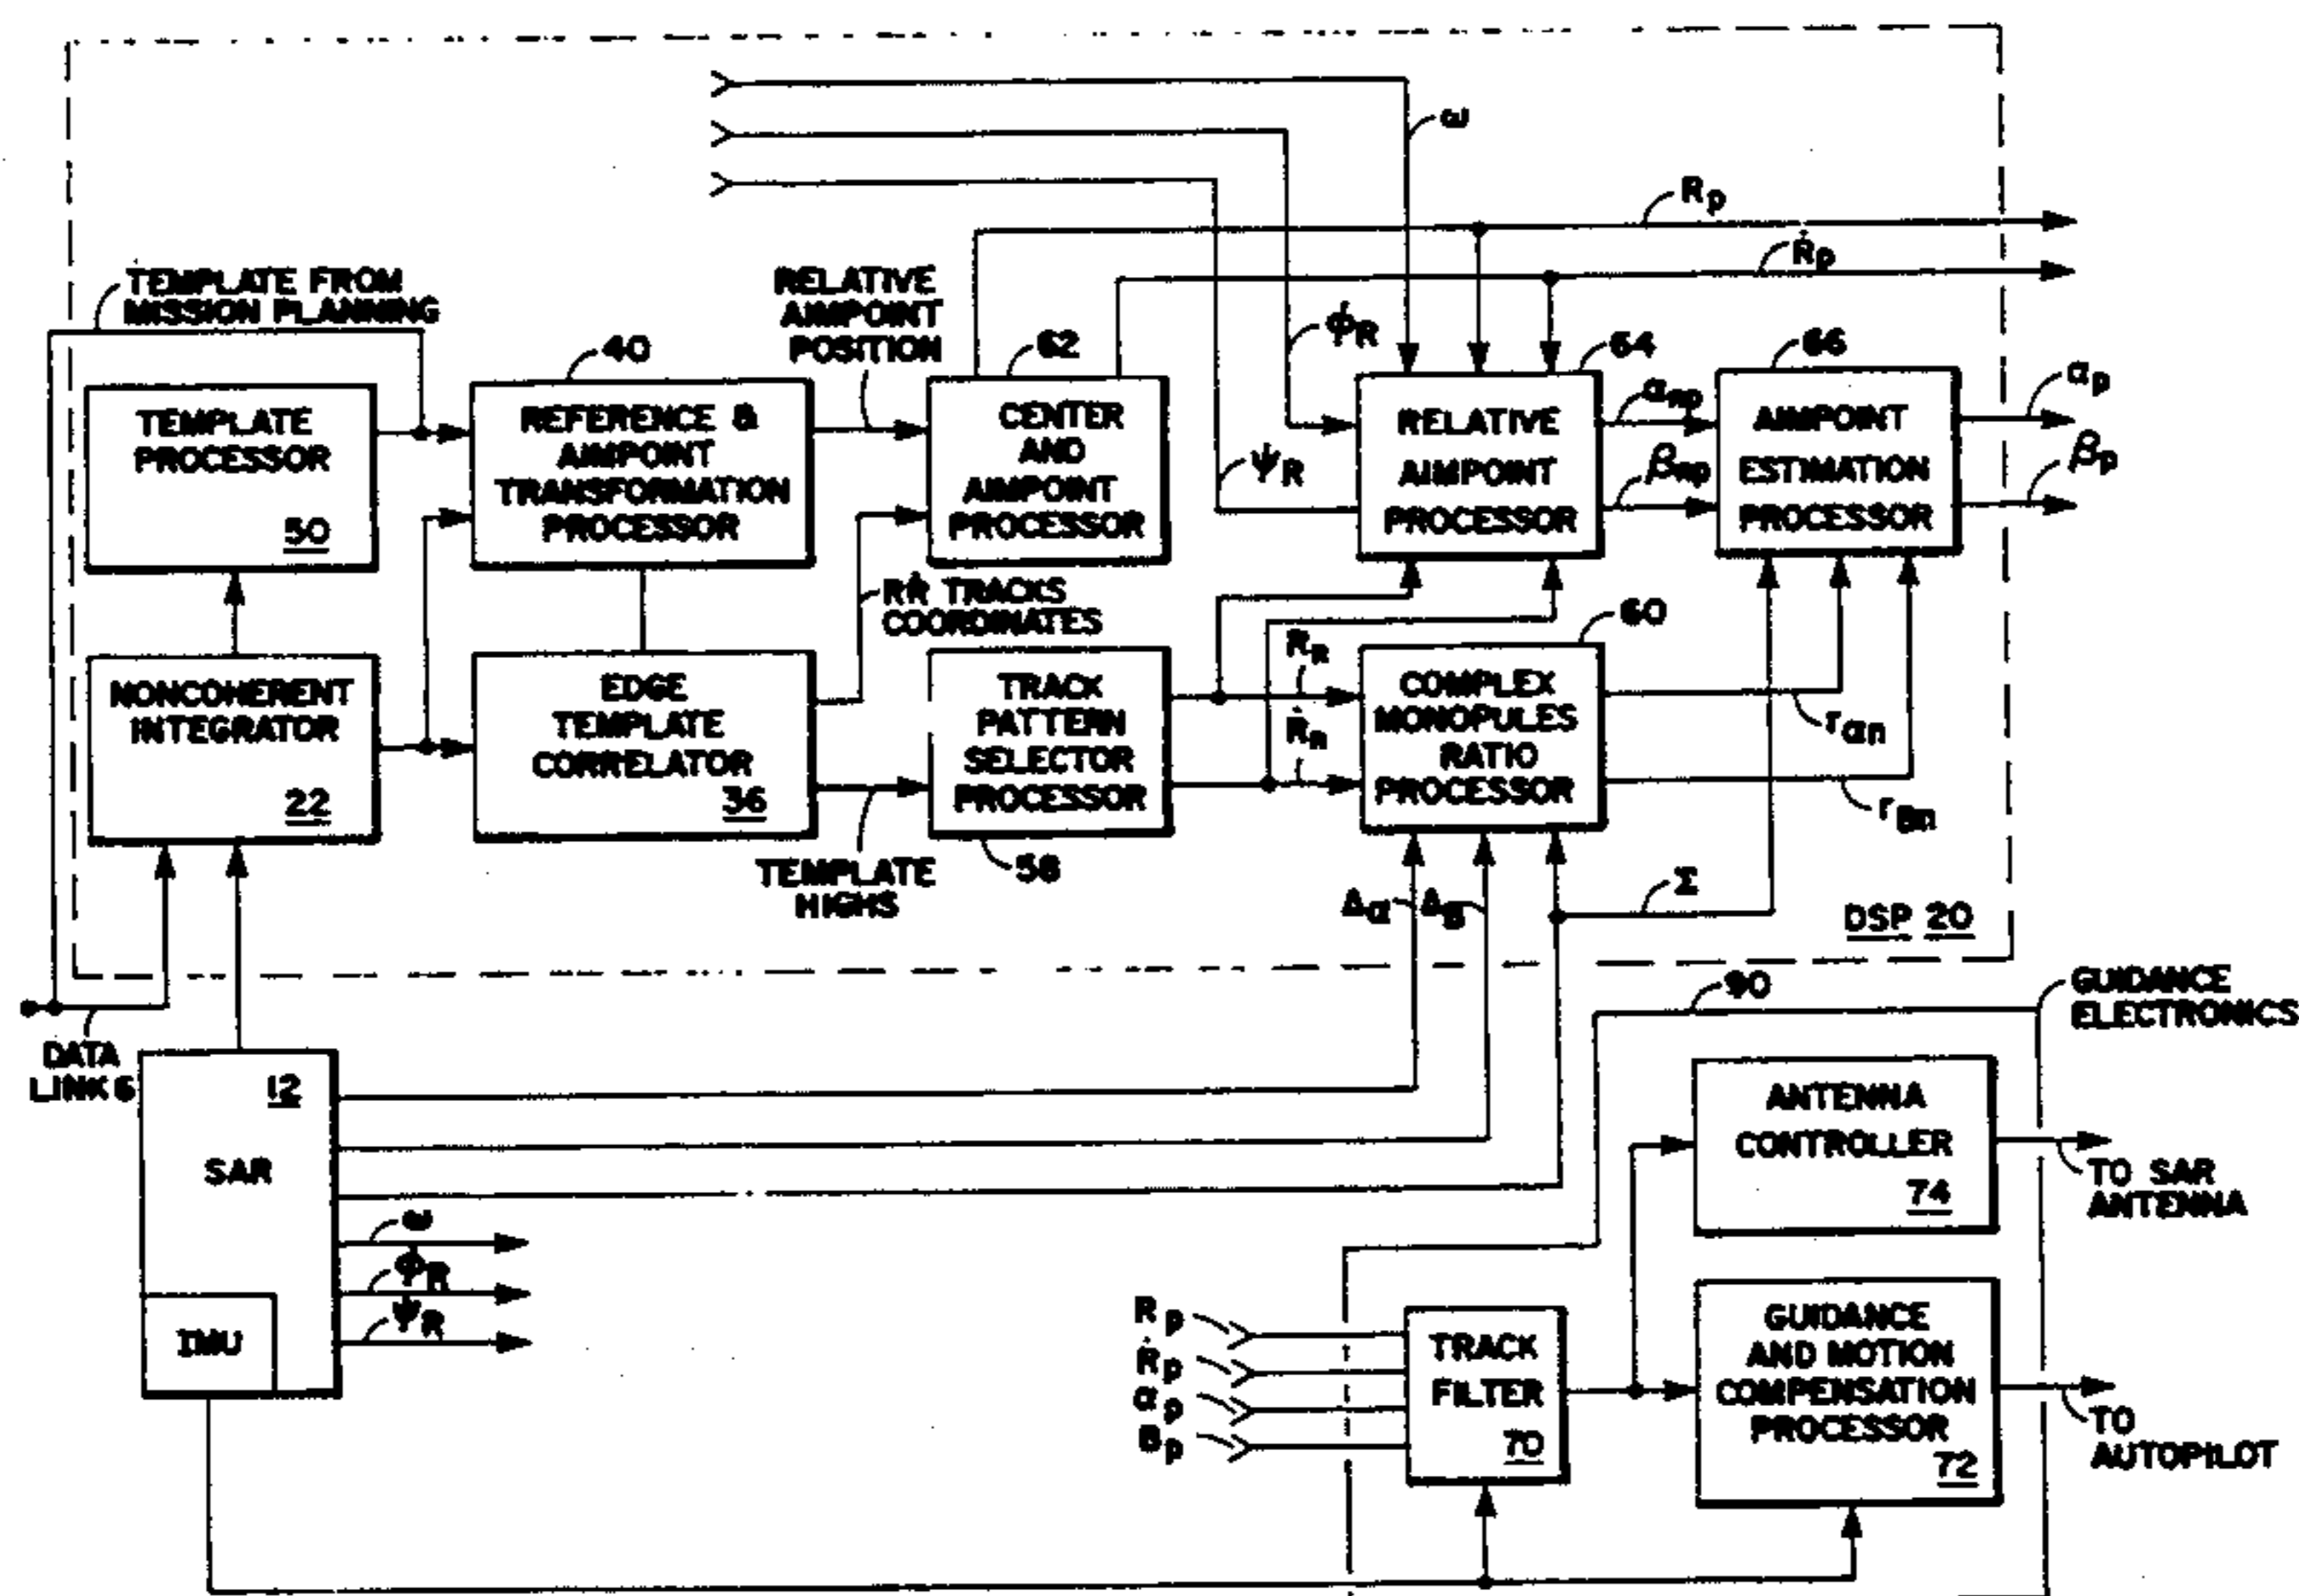 ω
Rp
Ṙp
TEMPLATE FROM
MISSION PLANNING
RELATIVE
AIMPOINT
POSITION
40
62
ϕR
64
66
αp
βp
TEMPLATE
PROCESSOR
50
REFERENCE &
AIMPOINT
TRANSFORMATION
PROCESSOR
CENTER
AND
AIMPOINT
PROCESSOR
ψR
RELATIVE
AIMPOINT
PROCESSOR
αnp
βnp
AIMPOINT
ESTIMATION
PROCESSOR
RṘ TRACKS
COORDINATES
60
NONCOHERENT
INTEGRATOR
22
EDGE
TEMPLATE
CORRELATOR
36
TRACK
PATTERN
SELECTOR
PROCESSOR
58
Rn
Ṙn
COMPLEX
MONOPULES
RATIO
PROCESSOR
rαn
rβn
TEMPLATE
HIGHS
Δα
Δβ
Σ
DSP 20
DATA
LINK 6
12
SAR
IMU
ω
ϕR
ψR
90
GUIDANCE
ELECTRONICS
ANTENNA
CONTROLLER
74
TO SAR
ANTENNA
Rp
Ṙp
αp
βp
TRACK
FILTER
70
GUIDANCE
AND MOTION
COMPENSATION
PROCESSOR
72
TO
AUTOPILOT